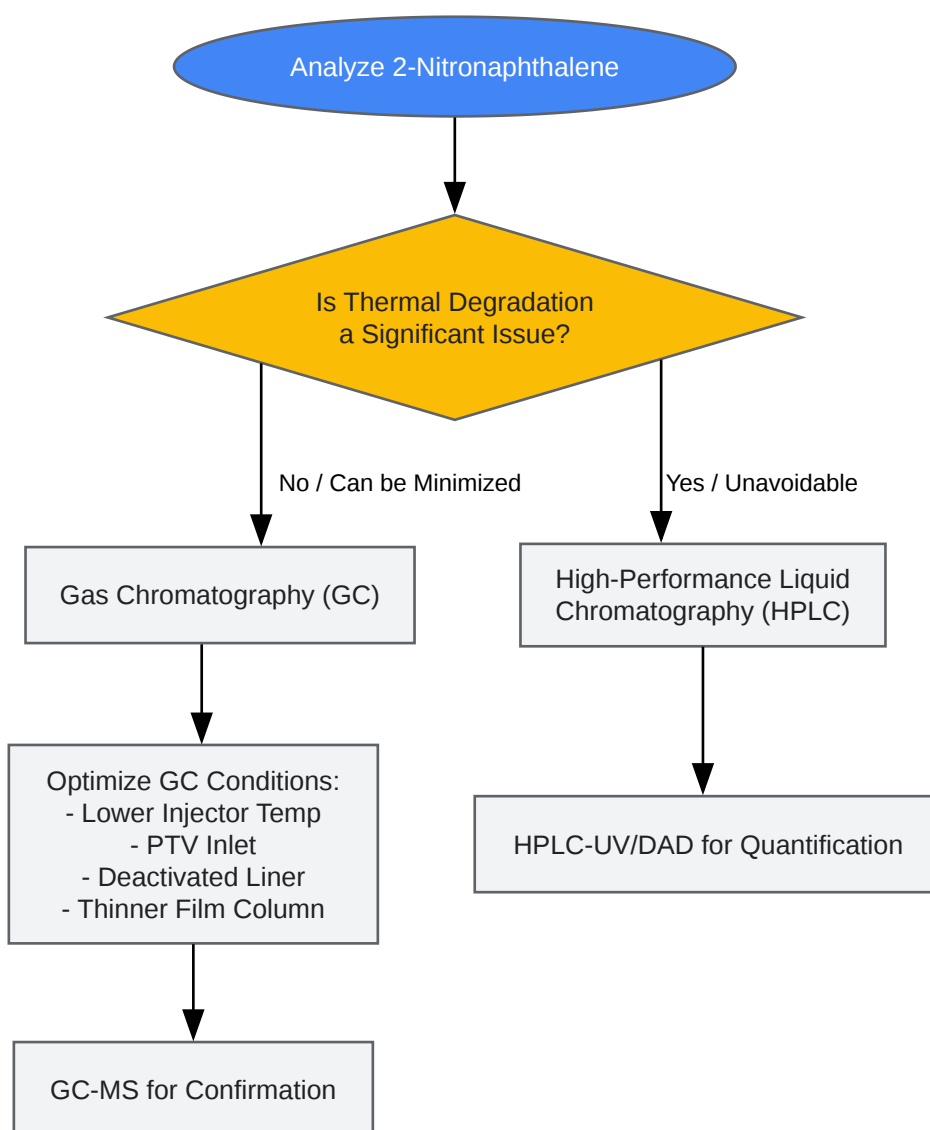 Analyze 2-Nitronaphthalene
Is Thermal Degradation
a Significant Issue?
No / Can be Minimized
Yes / Unavoidable
Gas Chromatography (GC)
High-Performance Liquid
Chromatography (HPLC)
Optimize GC Conditions:
- Lower Injector Temp
- PTV Inlet
- Deactivated Liner
- Thinner Film Column
HPLC-UV/DAD for Quantification
GC-MS for Confirmation